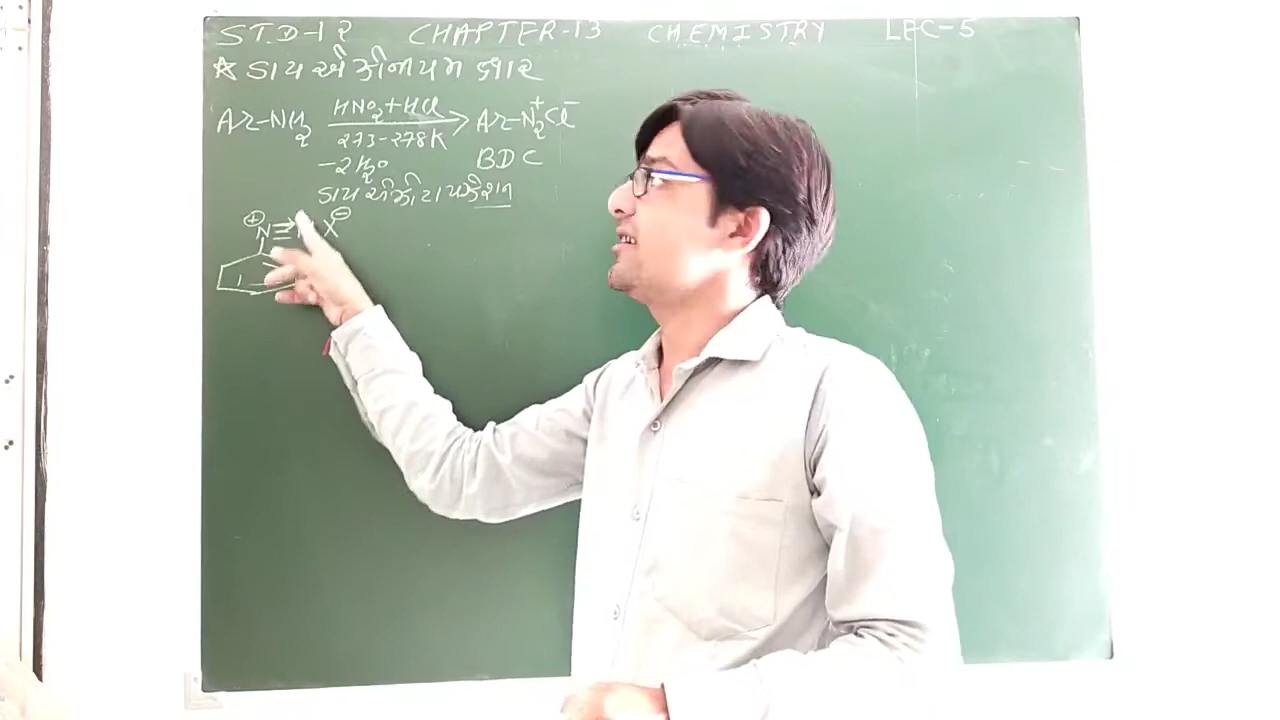 STD-12 CHAPTER-13 CHEMISTRY LEC-5
★ ડાયએઝોનીયમ ક્ષાર
Ar-NH₂ HNO₂+HCl → Ar-N₂⁺Cl⁻
273-278K
-2H₂O BDC
ડાયએઝોટાયઝેશન
⊕ N≡ X ⊖